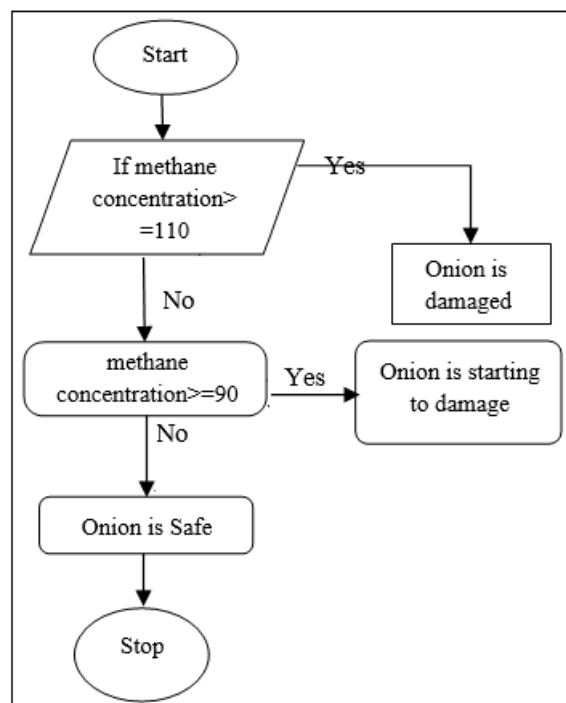 Start
If methane
concentration>
=110
Yes
Onion is
damaged
No
methane
concentration>=90
Yes
Onion is starting
to damage
No
Onion is Safe
Stop